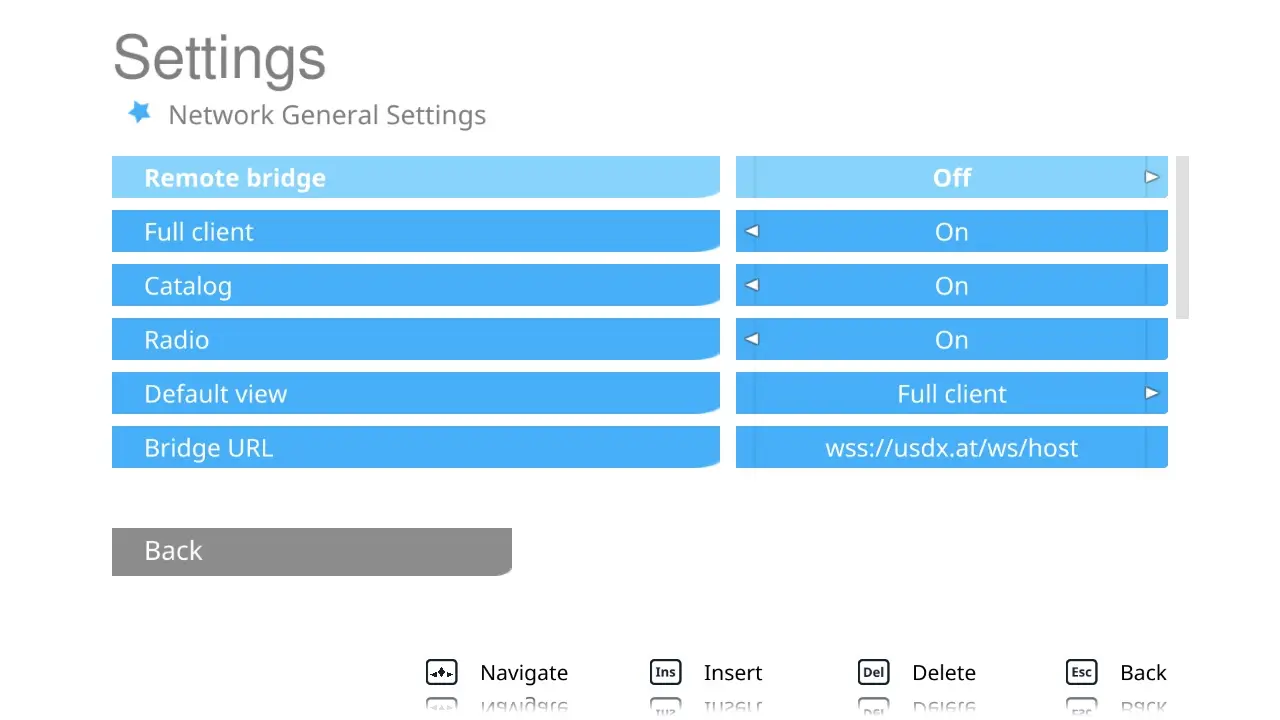 Settings
Network General Settings
Remote bridge Off
Full client On
Catalog On
Radio On
Default view Full client
Bridge URL wss://usdx.at/ws/host
Back
Navigate Ins Insert Del Delete Esc Back